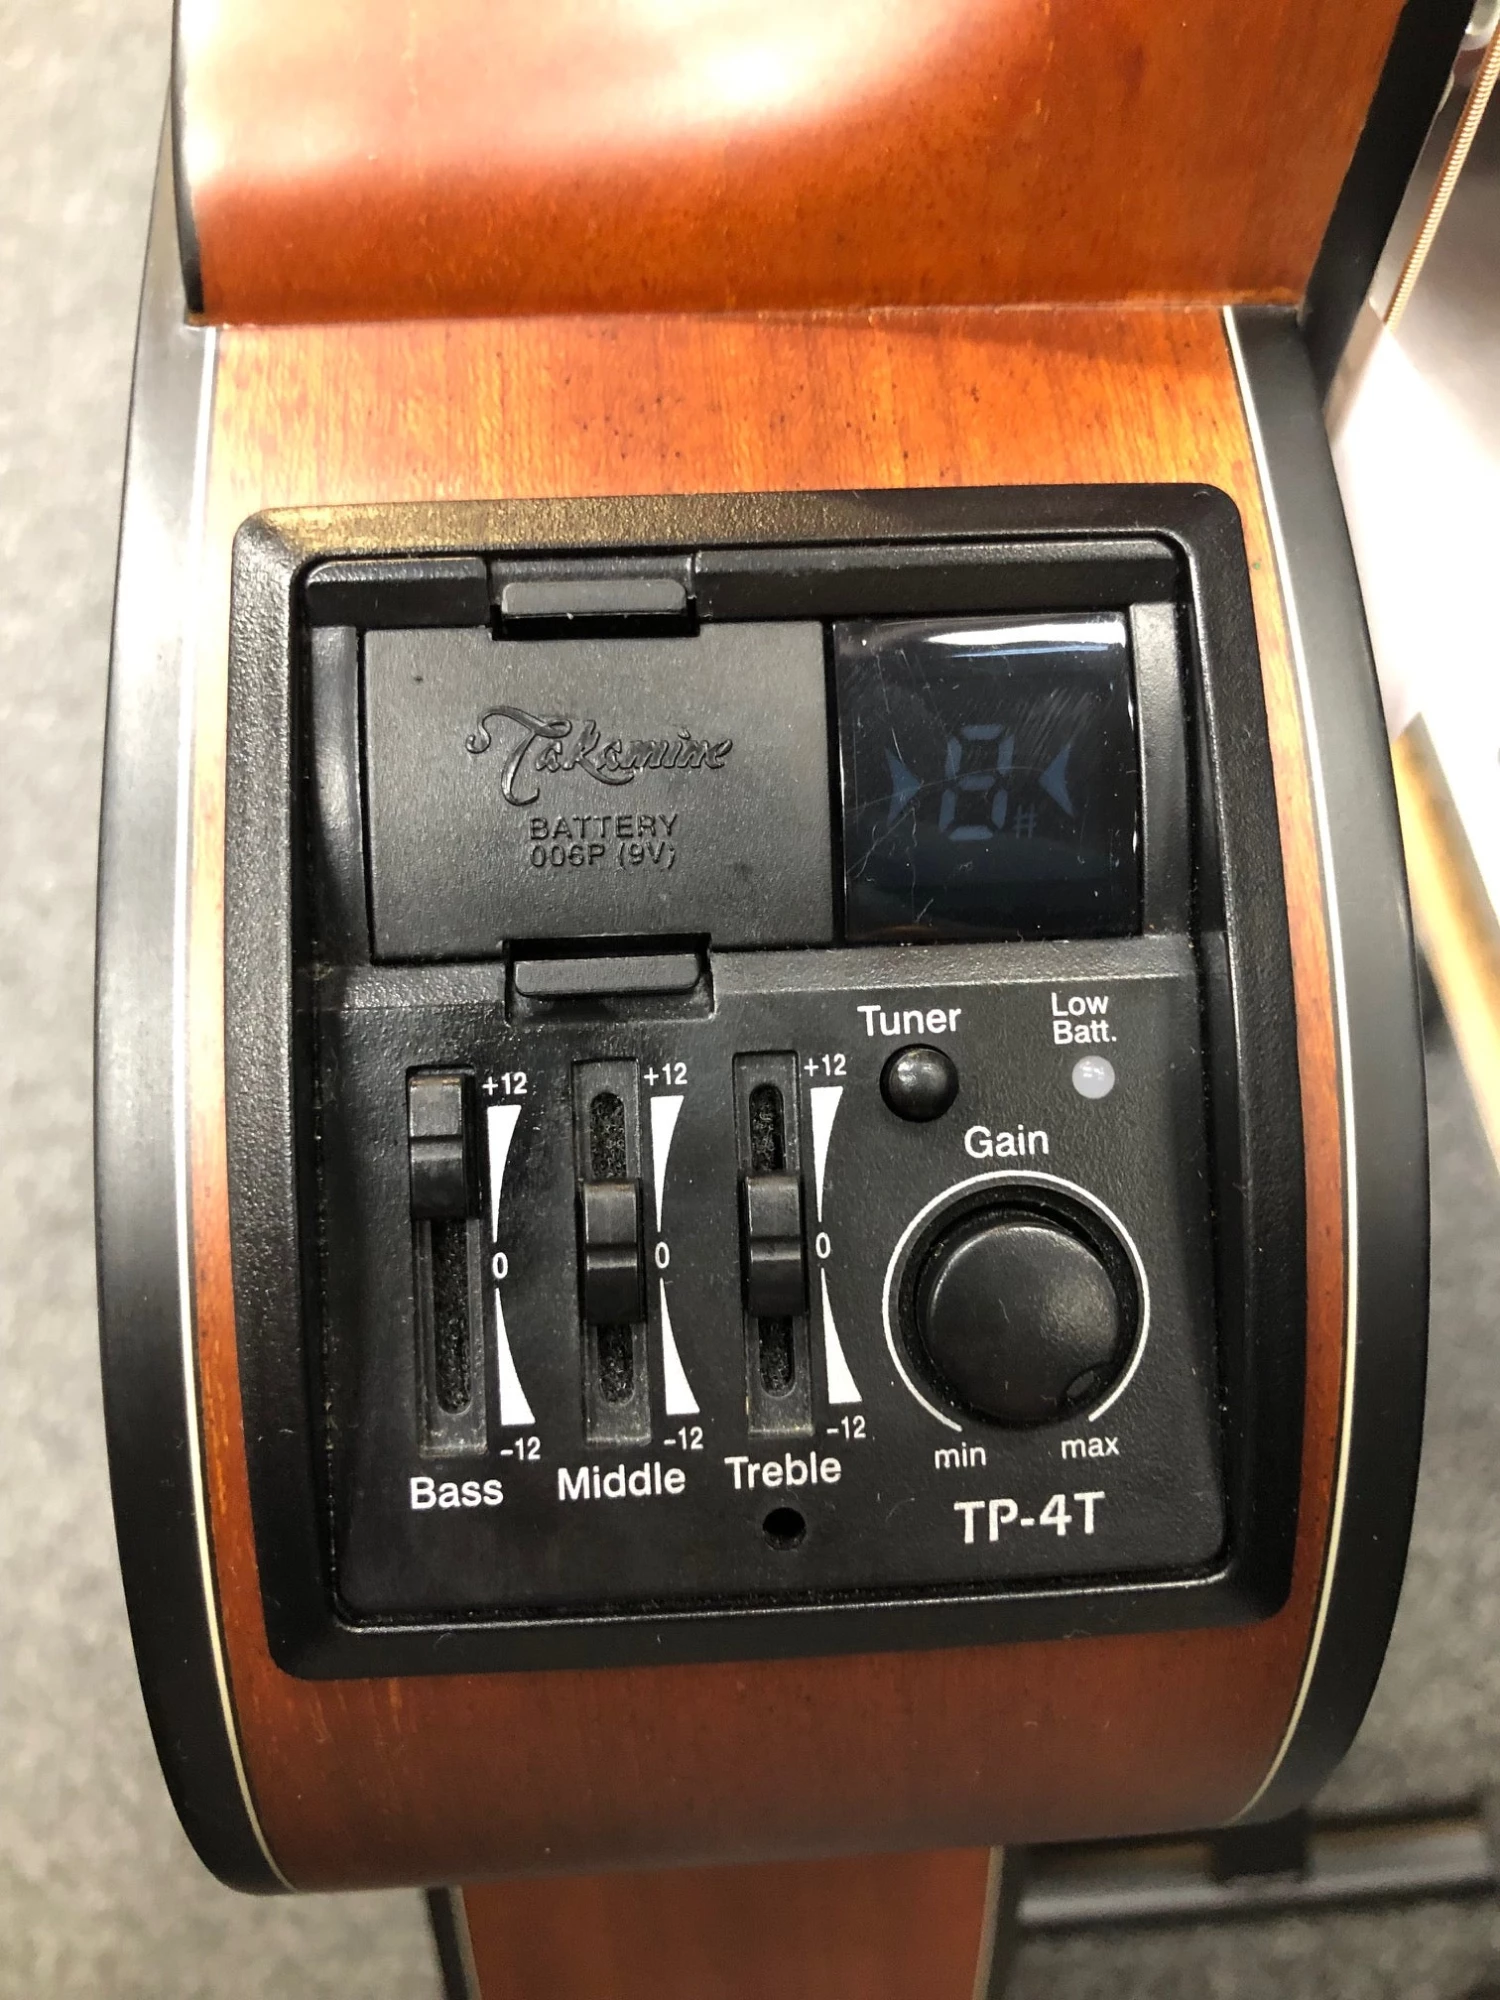 Takamine
BATTERY
006P (9V)
8#
Tuner
Low
Batt.
+12
+12
+12
Gain
0
0
0
-12
-12
-12
min
max
Bass
Middle
Treble
TP-4T